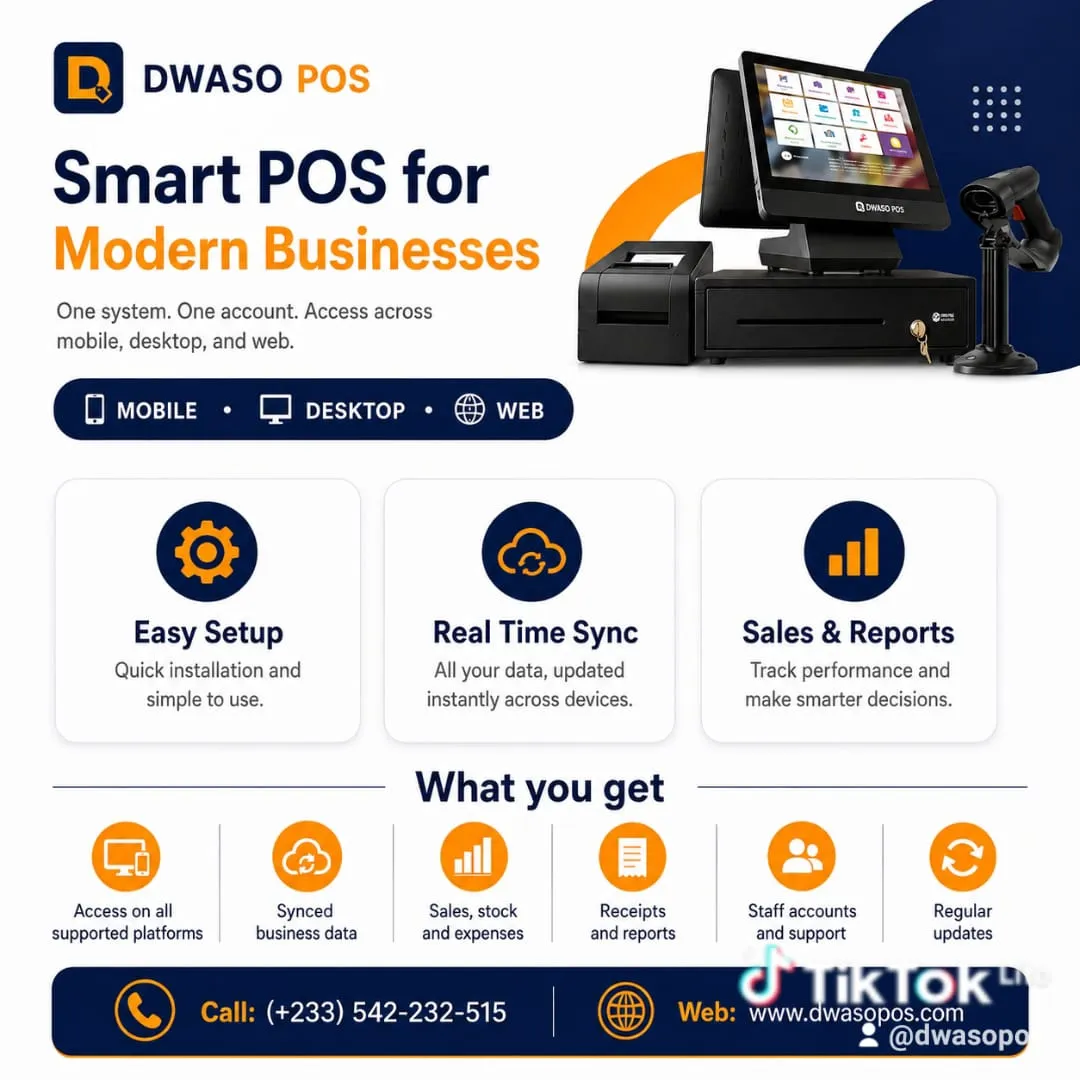 DWASO POS
Smart POS for
Modern Businesses
One system. One account. Access across
mobile, desktop, and web.
MOBILE • DESKTOP • WEB
DWASO POS
Easy Setup
Quick installation and
simple to use.
Real Time Sync
All your data, updated
instantly across devices.
Sales & Reports
Track performance and
make smarter decisions.
What you get
Access on all
supported platforms
Synced
business data
Sales, stock
and expenses
Receipts
and reports
Staff accounts
and support
Regular
updates
Call: (+233) 542-232-515
Web: www.dwasopos.com
TikTok Lite
@dwasopo